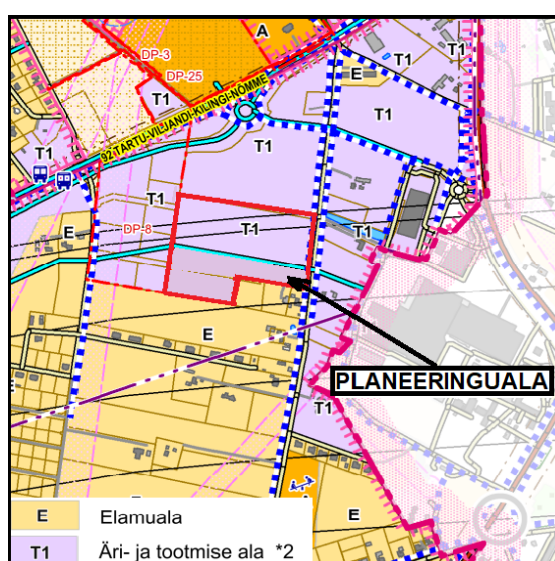 A
T1
T1
DP-3
DP-25
T1
E
92 TARTU-VILJANDI-KILINGI-NÕMME
T1
T1
T1
T1
T1
T1
E
DP-8
E
PLANEERINGUALA
E
T1
E
E
E Elamuala
T1 Äri- ja tootmise ala *2